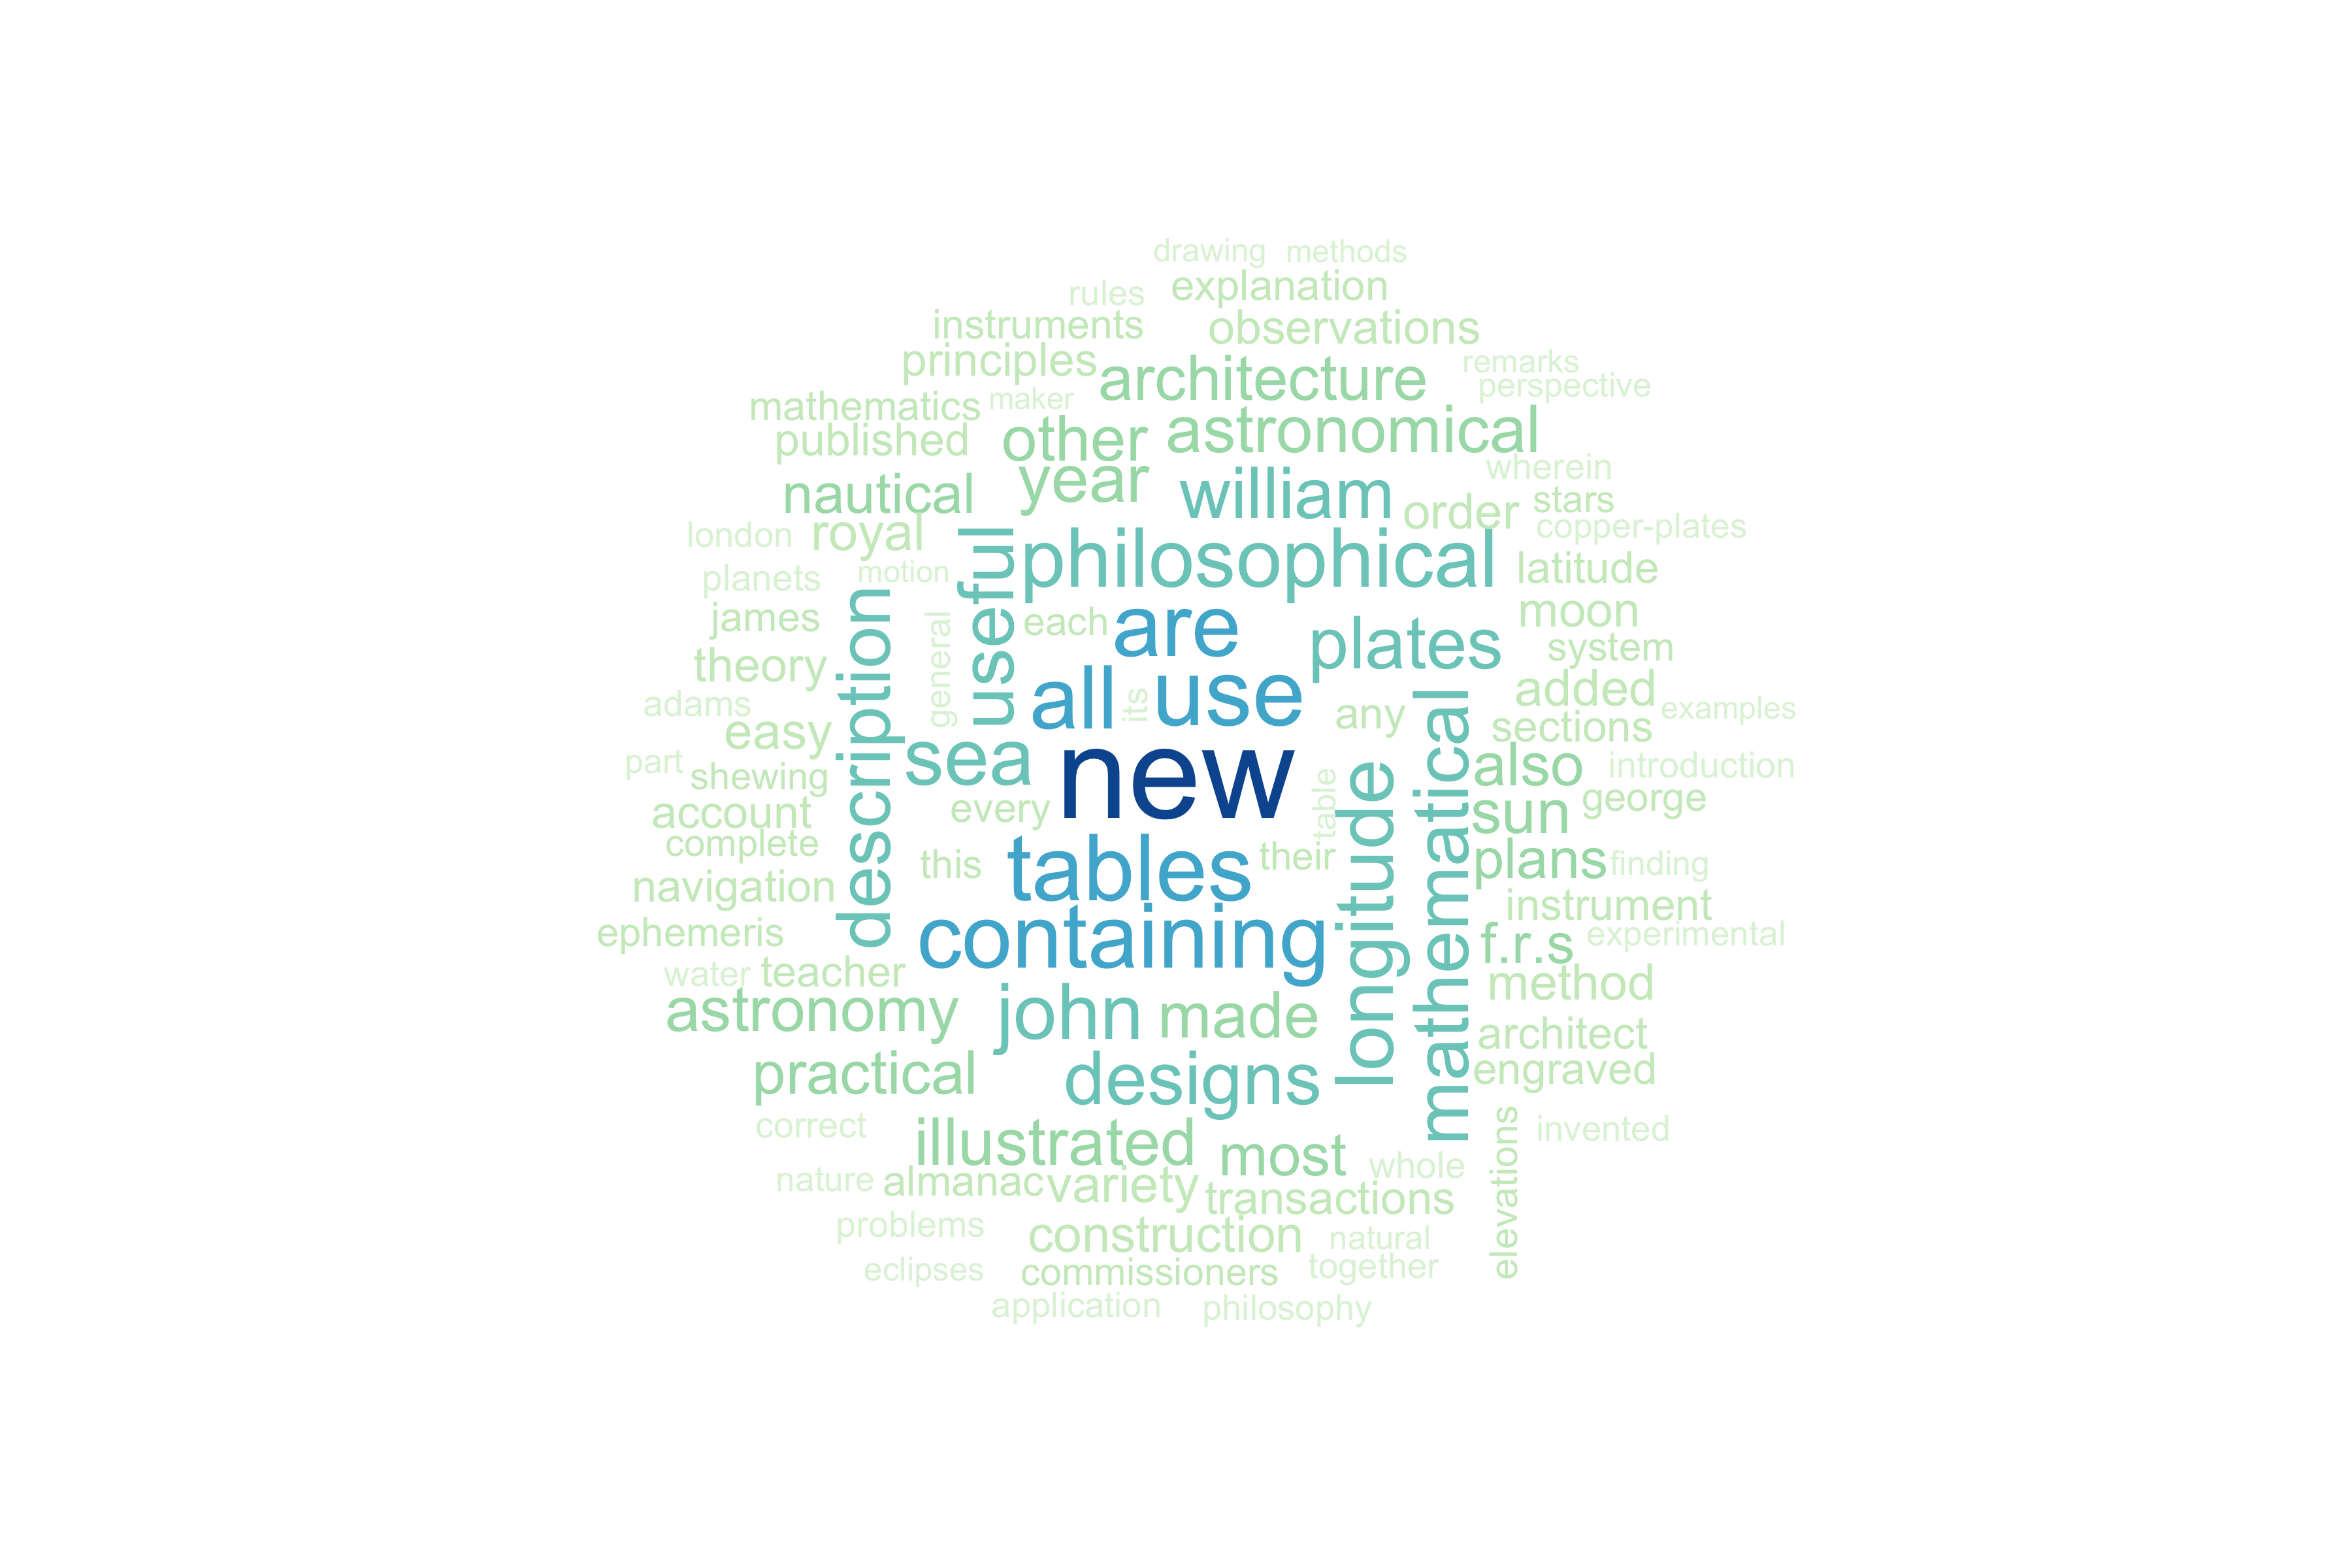 drawing methods
rules explanation
instruments observations
principles architecture remarks
mathematics maker perspective
published other astronomical
nautical year william wherein
order stars
london royal useful philosophical copper-plates
planets motion latitude
james each are moon
theory description general plates system
adams all use its any added examples
easy sections
part shewing sea new also introduction
account every table longitude mathematical sun george
complete this tables their plans finding
navigation instrument
ephemeris containing f.r.s experimental
water teacher method
astronomy john made architect
practical designs engraved
correct illustrated most elevations invented
nature almanac variety whole
transactions
problems construction natural
eclipses commissioners together
application philosophy